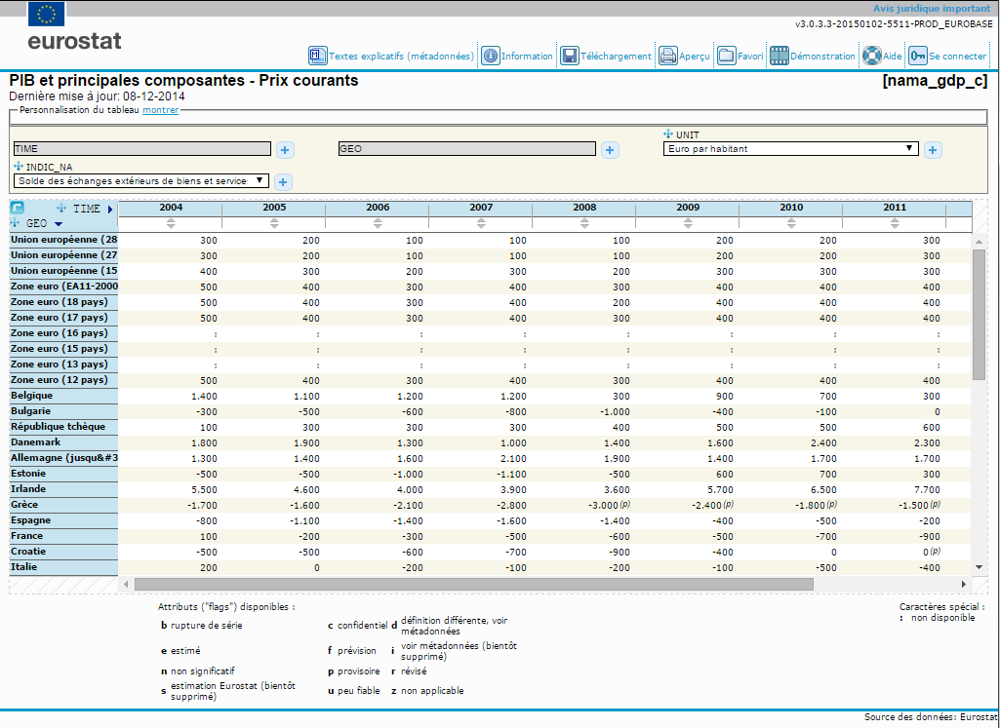 Avis juridique important
v3.0.3.3-20150102-5511-PROD_EUROBASE
eurostat
Textes explicatifs (métadonnées) Information Téléchargement Aperçu Favori Démonstration Aide Se connecter
PIB et principales composantes - Prix courants [nama_gdp_c]
Dernière mise à jour: 08-12-2014
Personnalisation du tableau montrer
UNIT
TIME GEO Euro par habitant
INDIC_NA
Solde des échanges extérieurs de biens et service
TIME 2004 2005 2006 2007 2008 2009 2010 2011
GEO
Union européenne (28 300 200 100 100 100 200 200 300
Union européenne (27 300 200 100 100 100 200 200 300
Union européenne (15 400 300 200 300 200 300 300 300
Zone euro (EA11-2000 500 400 300 400 300 400 400 400
Zone euro (18 pays) 500 400 300 400 200 400 400 400
Zone euro (17 pays) 500 400 300 400 300 400 400 400
Zone euro (16 pays) : : : : : : : :
Zone euro (15 pays) : : : : : : : :
Zone euro (13 pays) : : : : : : : :
Zone euro (12 pays) 500 400 300 400 300 400 400 400
Belgique 1.400 1.100 1.200 1.200 300 900 700 300
Bulgarie -300 -500 -600 -800 -1.000 -400 -100 0
République tchèque 100 300 300 300 400 500 500 600
Danemark 1.800 1.900 1.300 1.000 1.400 1.600 2.400 2.300
Allemagne (jusqu&#3 1.300 1.400 1.600 2.100 1.900 1.400 1.700 1.700
Estonie -500 -500 -1.000 -1.100 -500 600 700 300
Irlande 5.500 4.600 4.000 3.900 3.600 5.700 6.500 7.700
Grèce -1.700 -1.600 -2.100 -2.800 -3.000(p) -2.400(p) -1.800(p) -1.500(p)
Espagne -800 -1.100 -1.400 -1.600 -1.400 -400 -500 -200
France 100 -200 -300 -500 -600 -500 -700 -900
Croatie -500 -500 -600 -700 -900 -400 0 0(p)
Italie 200 0 -200 -100 -200 -100 -500 -400
Attributs ("flags") disponibles : Caractères spécial :
b rupture de série c confidentiel d définition différente, voir métadonnées : non disponible
e estimé f prévision i voir métadonnées (bientôt supprimé)
n non significatif p provisoire r révisé
s estimation Eurostat (bientôt supprimé) u peu fiable z non applicable
Source des données: Eurostat